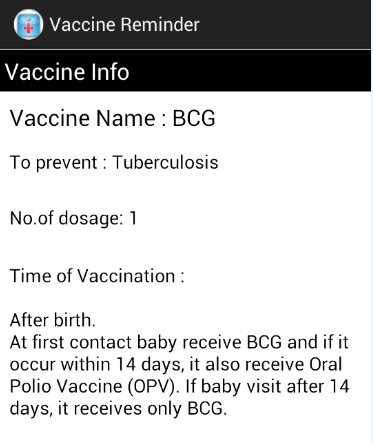 Vaccine Reminder
Vaccine Info
Vaccine Name : BCG
To prevent : Tuberculosis
No.of dosage: 1
Time of Vaccination :
After birth.
At first contact baby receive BCG and if it
occur within 14 days, it also receive Oral
Polio Vaccine (OPV). If baby visit after 14
days, it receives only BCG.